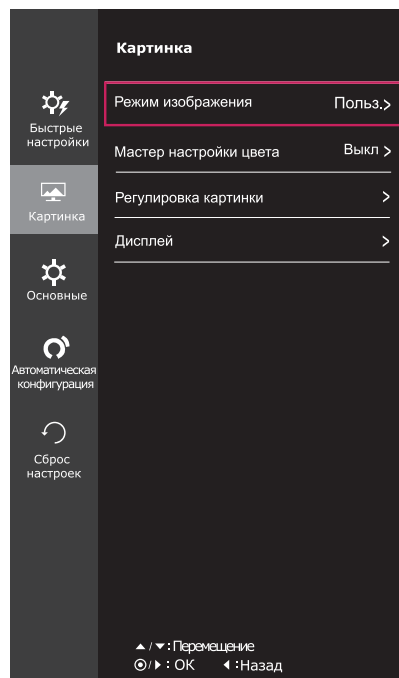 Картинка
Быстрые
настройки
Картинка
Основные
Автоматическая
конфигурация
Сброс
настроек
Режим изображения Польз.>
Мастер настройки цвета Выкл >
Регулировка картинки >
Дисплей >
▲ / ▼ : Перемещение
◉ / ▶ : ОК ◀ : Назад